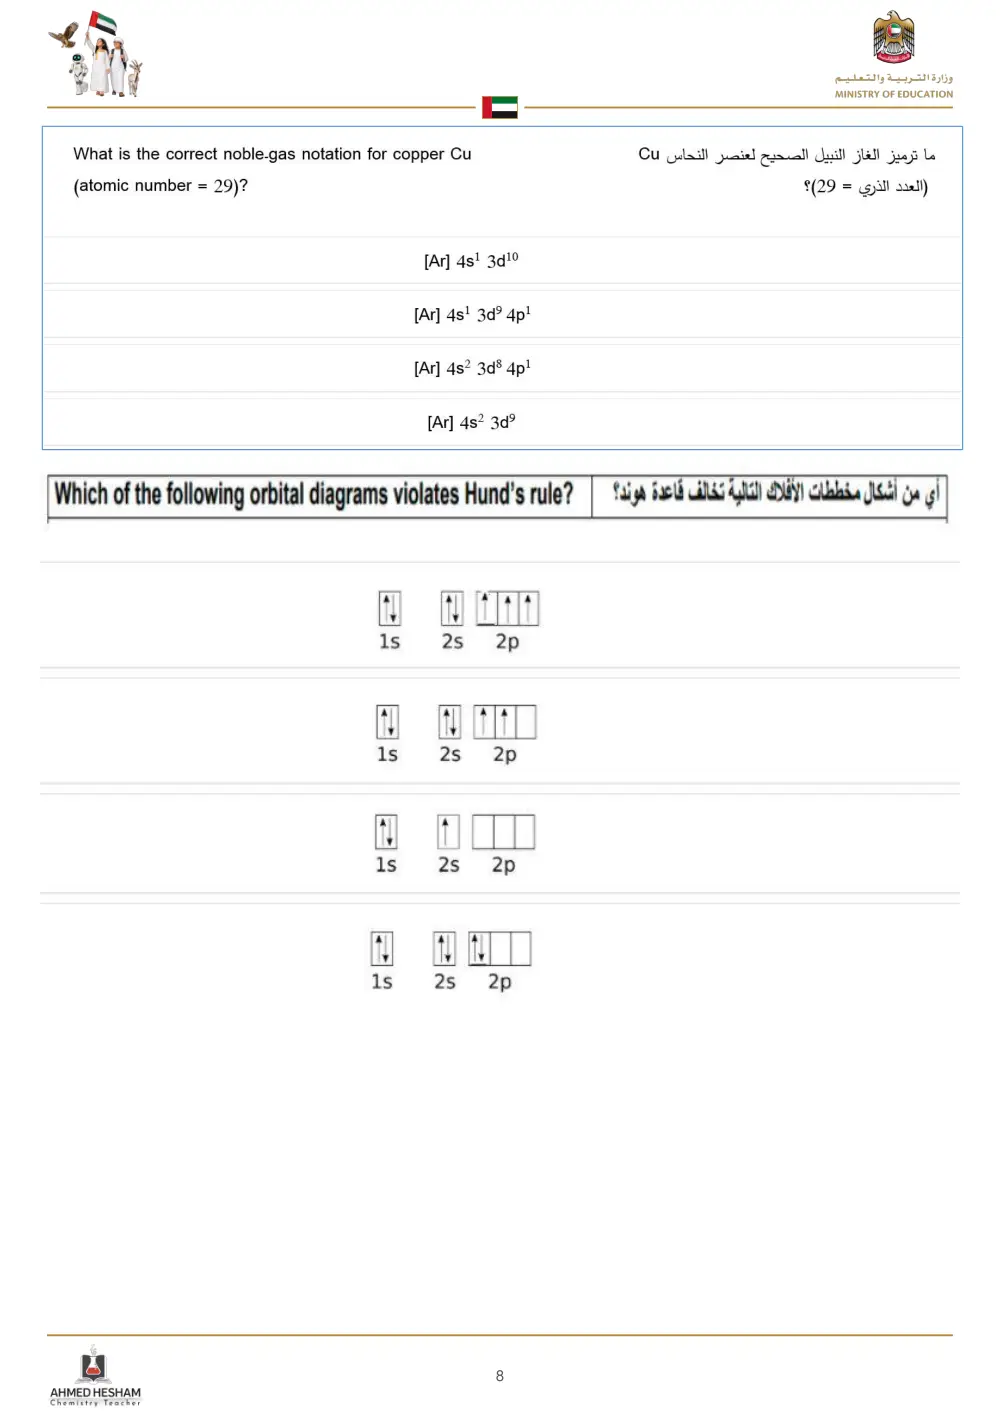 وزارة التربية والتعليم
MINISTRY OF EDUCATION
What is the correct noble-gas notation for copper Cu
(atomic number = 29)?
ما ترميز الغاز النبيل الصحيح لعنصر النحاس Cu
(العدد الذري = 29)؟
[Ar] 4s¹ 3d¹⁰
[Ar] 4s¹ 3d⁹ 4p¹
[Ar] 4s² 3d⁸ 4p¹
[Ar] 4s² 3d⁹
Which of the following orbital diagrams violates Hund's rule?
أي من أشكال مخططات الأفلاك التالية تخالف قاعدة هوند؟
1s 2s 2p
1s 2s 2p
1s 2s 2p
1s 2s 2p
8
AHMED HESHAM
Chemistry Teacher